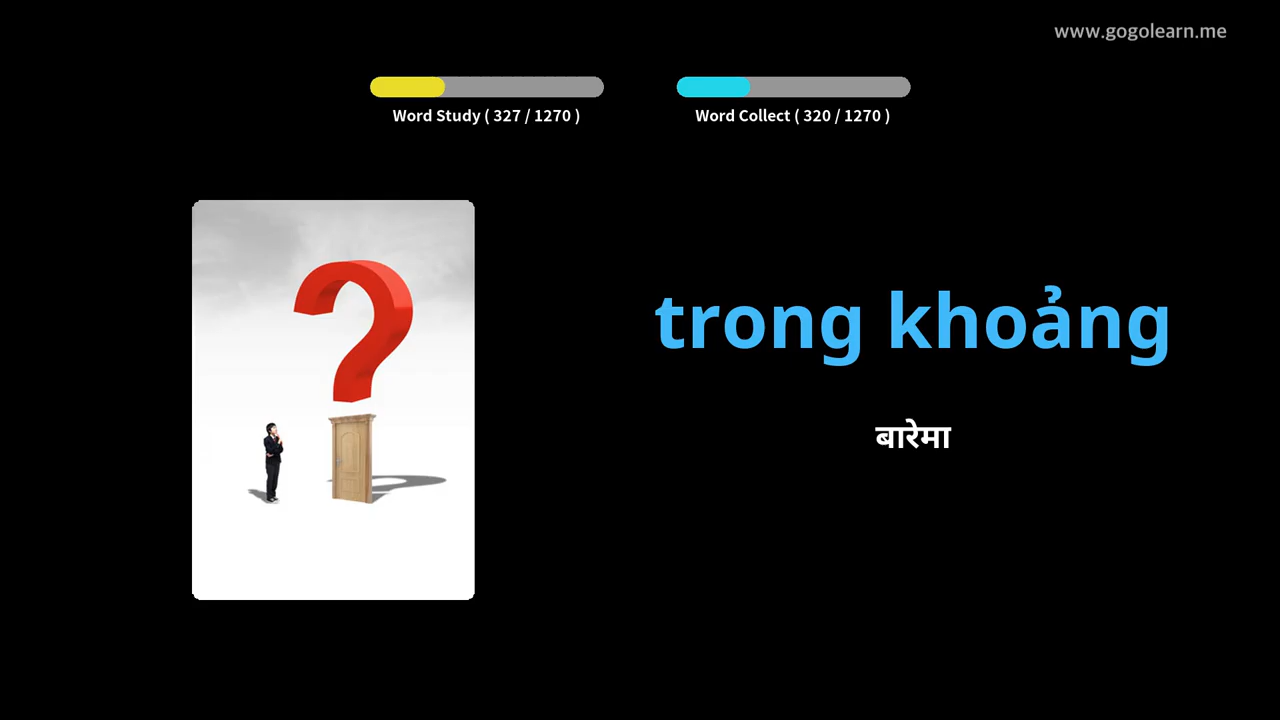 www.gogolearn.me
Word Study ( 327 / 1270 )
Word Collect ( 320 / 1270 )
trong khoảng
बारेमा